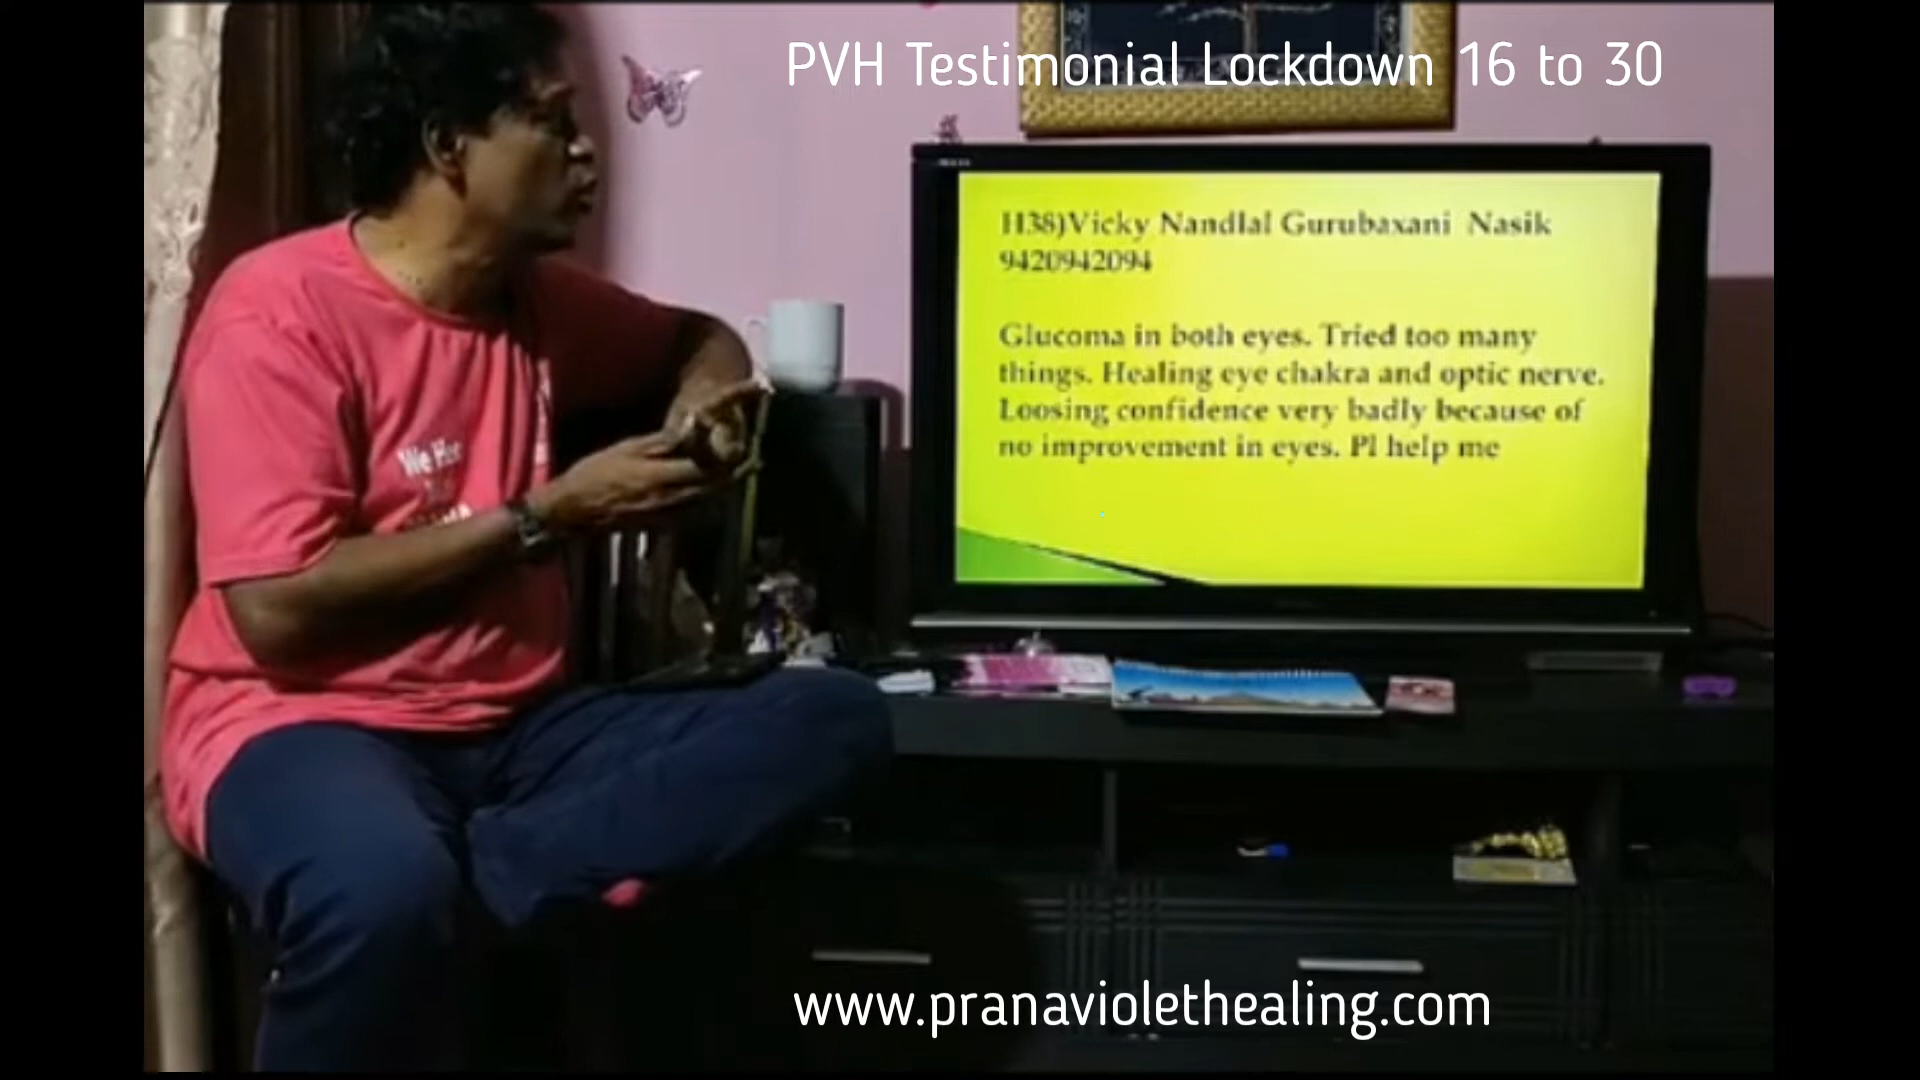 PVH Testimonial Lockdown 16 to 30
H38)Vicky Nandlal Gurubaxani Nasik
9420942094
Glucoma in both eyes. Tried too many
things. Healing eye chakra and optic nerve.
Loosing confidence very badly because of
no improvement in eyes. Pl help me
We
www.pranaviolethealing.com